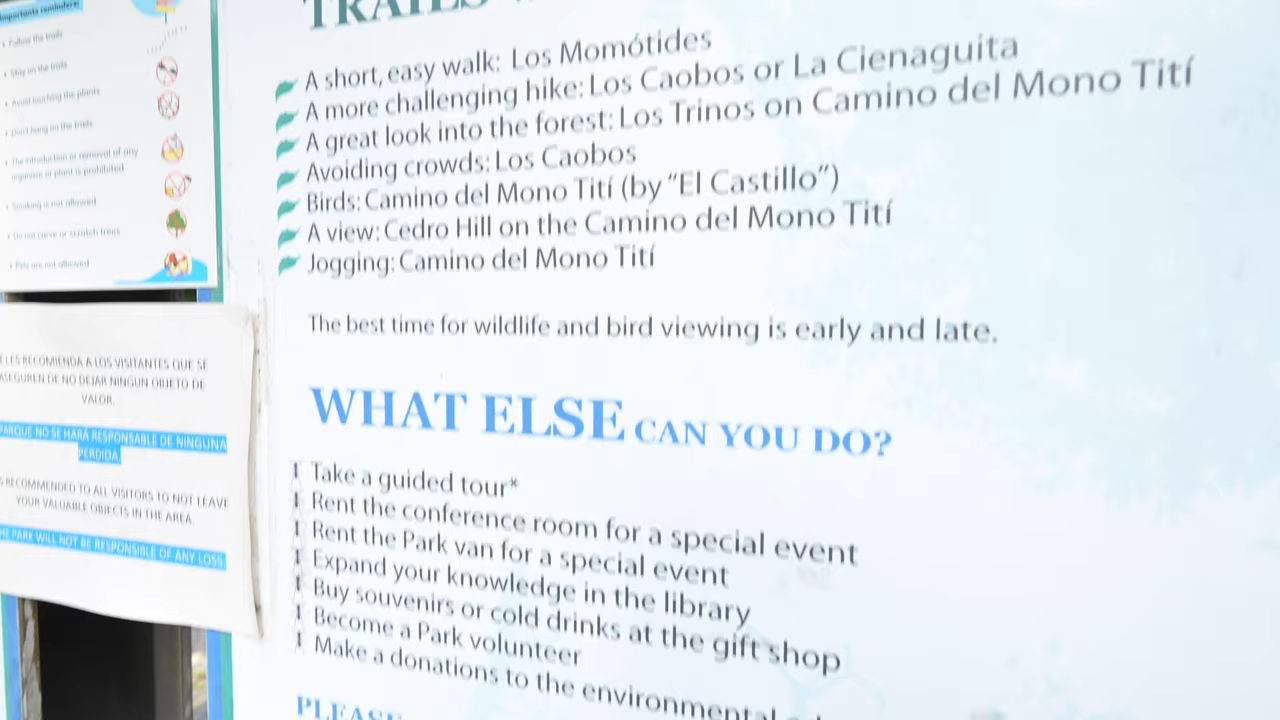 Importante reminders:
• Follow the trails
• Stay on the trails
• Avoid touching the plants
• Don't hang on the trails
• The introduction or removal of any
organism or plant is prohibited
• Smoking is not allowed
• Do not carve or scratch trees
• Pets are not allowed
LES RECOMIENDA A LOS VISITANTES QUE SE
ASEGUREN DE NO DEJAR NINGUN OBJETO DE
VALOR.
PARQUE NO SE HARÁ RESPONSABLE DE NINGUNA
PERDIDA.
RECOMMENDED TO ALL VISITORS TO NOT LEAVE
YOUR VALUABLE OBJECTS IN THE AREA.
THE PARK WILL NOT BE RESPONSIBLE OF ANY LOSS.
TRAILS
A short, easy walk: Los Momótides
A more challenging hike: Los Caobos or La Cienaguita
A great look into the forest: Los Trinos on Camino del Mono Tití
Avoiding crowds: Los Caobos
Birds: Camino del Mono Tití (by "El Castillo")
A view: Cedro Hill on the Camino del Mono Tití
Jogging: Camino del Mono Tití
The best time for wildlife and bird viewing is early and late.
WHAT ELSE CAN YOU DO?
Take a guided tour*
Rent the conference room for a special event
Rent the Park van for a special event
Expand your knowledge in the library
Buy souvenirs or cold drinks at the gift shop
Become a Park volunteer
Make a donations to the environmental
PLEASE